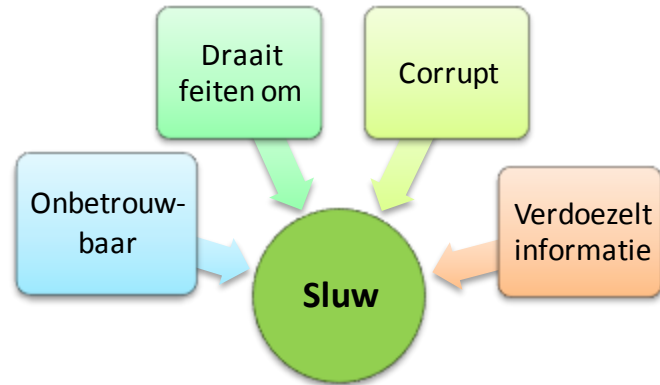 Draait
feiten om
Corrupt
Onbetrouw-
baar
Verdoezelt
informatie
Sluw